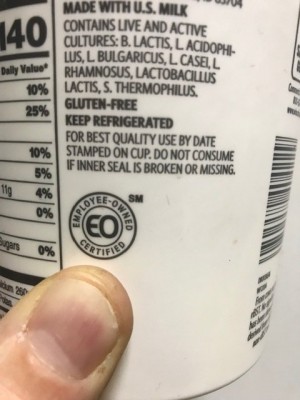 MADE WITH U.S. MILK
140
CONTAINS LIVE AND ACTIVE
CULTURES: B. LACTIS, L. ACIDOPHI-
LUS, L. BULGARICUS, L. CASEI, L.
RHAMNOSUS, LACTOBACILLUS
LACTIS, S. THERMOPHILUS.
GLUTEN-FREE
KEEP REFRIGERATED
FOR BEST QUALITY USE BY DATE
STAMPED ON CUP. DO NOT CONSUME
IF INNER SEAL IS BROKEN OR MISSING.
Daily Value*
10%
25%
10%
5%
11g 4%
0%
Sugars 0%
SM
EMPLOYEE-OWNED
EO
CERTIFIED